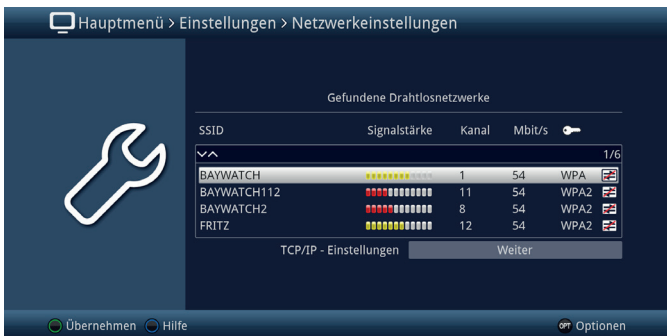 Hauptmenü > Einstellungen > Netzwerkeinstellungen
Gefundene Drahtlosnetzwerke
SSID Signalstärke Kanal Mbit/s
1/6
BAYWATCH 1 54 WPA
BAYWATCH112 11 54 WPA2
BAYWATCH2 8 54 WPA2
FRITZ 12 54 WPA2
TCP/IP - Einstellungen Weiter
Übernehmen Hilfe OPT Optionen